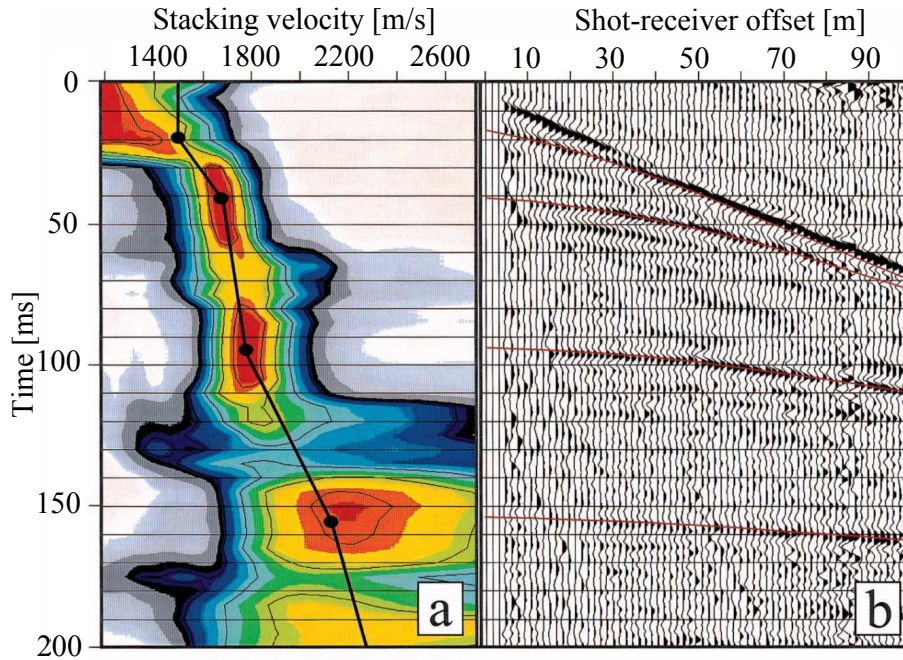 Stacking velocity [m/s]
Shot-receiver offset [m]
1400 1800 2200 2600
10 30 50 70 90
Time [ms]
0
50
100
150
200
a
b